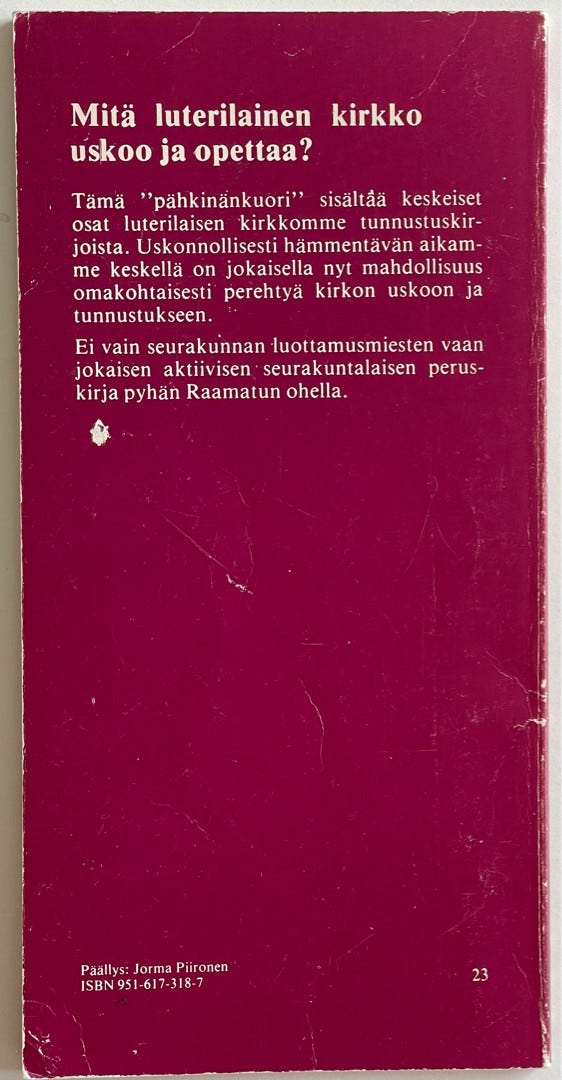 Mitä luterilainen kirkko
uskoo ja opettaa?
Tämä ”pähkinänkuori” sisältää keskeiset
osat luterilaisen kirkkomme tunnustuskir-
joista. Uskonnollisesti hämmentävän aikam-
me keskellä on jokaisella nyt mahdollisuus
omakohtaisesti perehtyä kirkon uskoon ja
tunnustukseen.
Ei vain seurakunnan luottamusmiesten vaan
jokaisen aktiivisen seurakuntalaisen perus-
kirja pyhän Raamatun ohella.
Päällys: Jorma Piironen
ISBN 951-617-318-7
23